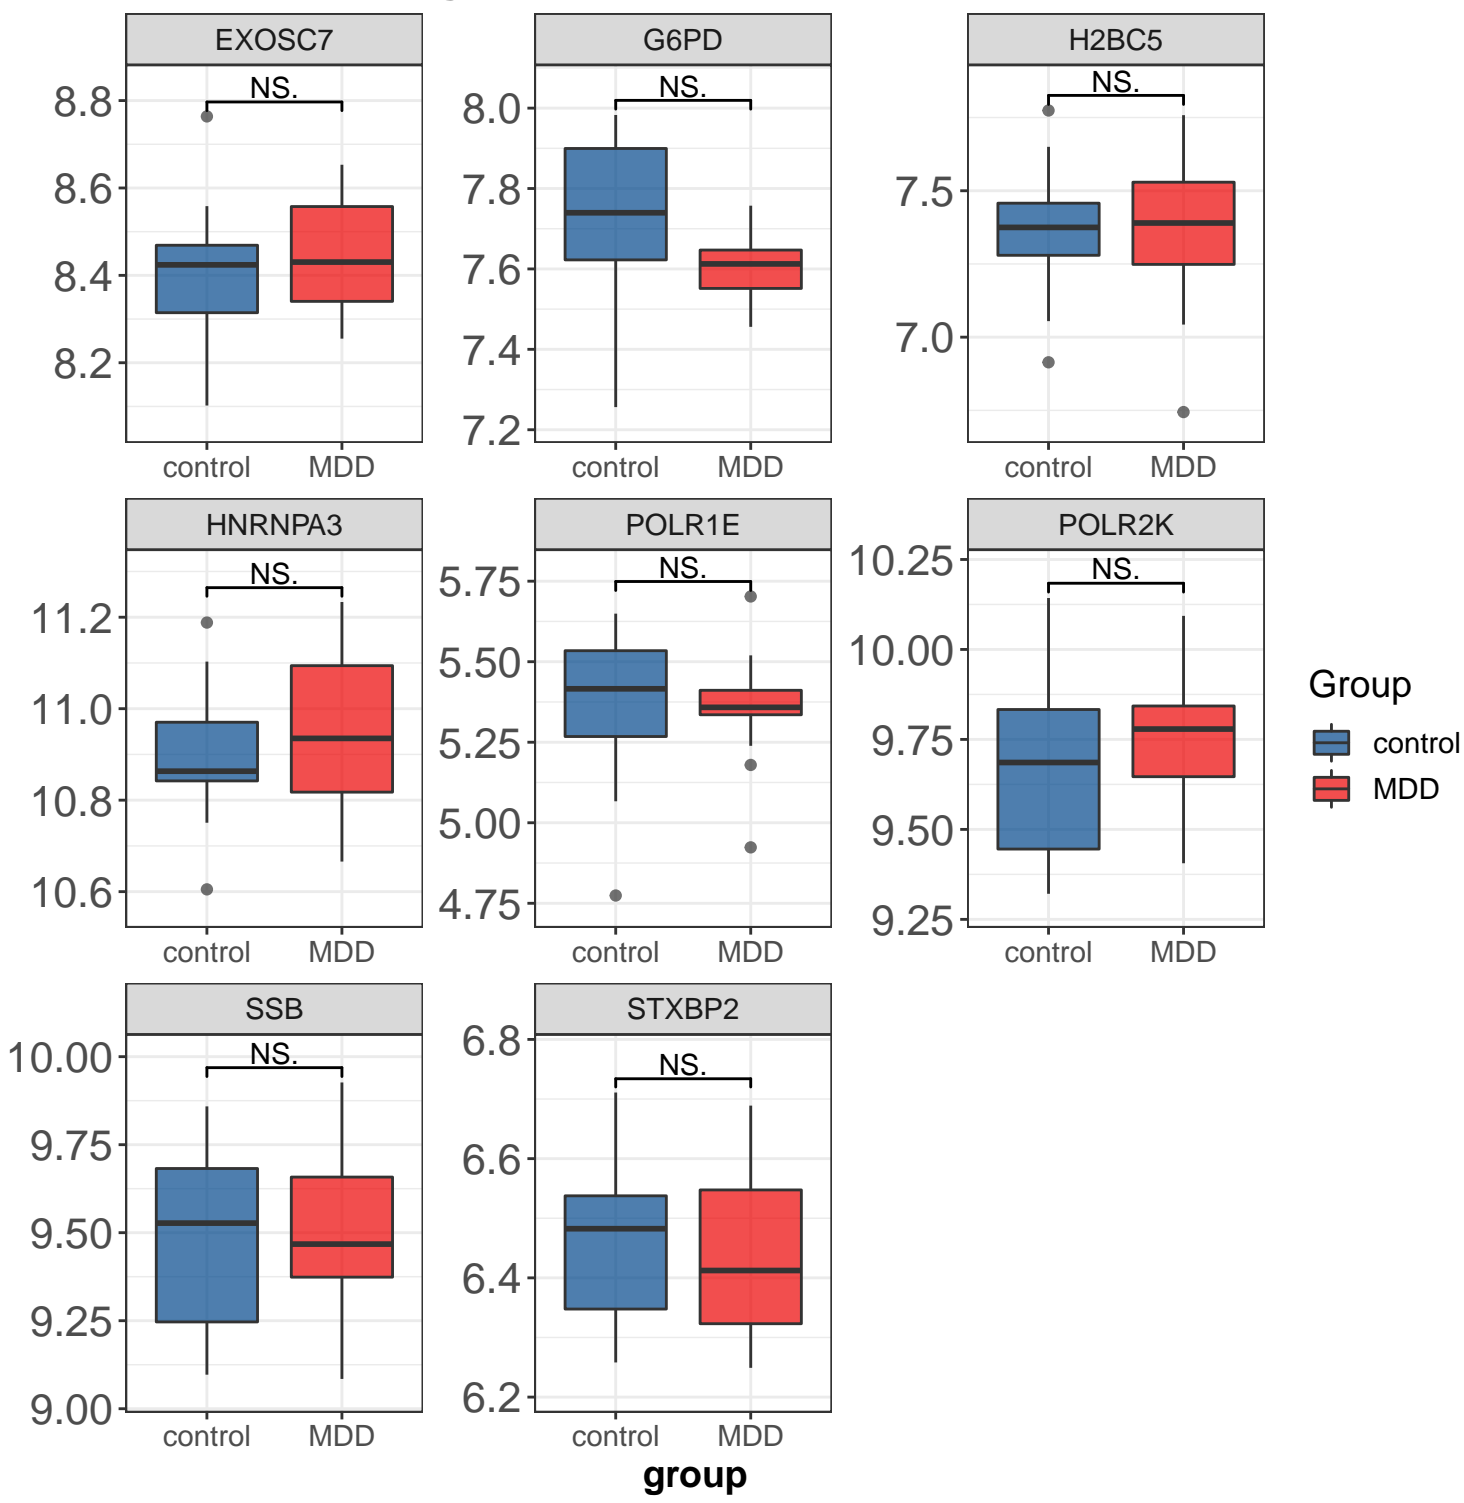 EXOSC7
G6PD
H2BC5
8.8
8.6
8.4
8.2
NS.
control
MDD
8.0
7.8
7.6
7.4
7.2
NS.
control
MDD
7.5
7.0
NS.
control
MDD
HNRNPA3
POLR1E
POLR2K
11.2
11.0
10.8
10.6
NS.
control
MDD
5.75
5.50
5.25
5.00
4.75
NS.
control
MDD
10.25
10.00
9.75
9.50
9.25
NS.
control
MDD
Group
control
MDD
SSB
STXBP2
10.00
9.75
9.50
9.25
9.00
NS.
control
MDD
6.8
6.6
6.4
6.2
NS.
control
MDD
group